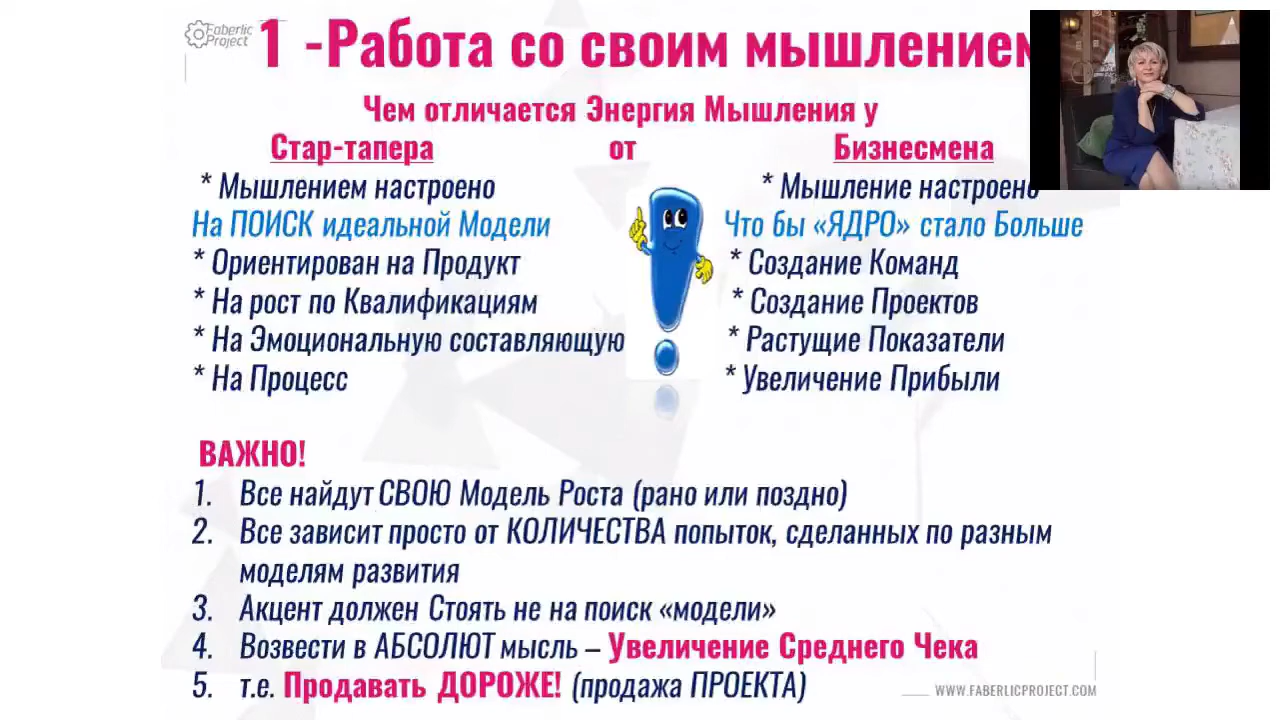 Faberlic
Project
1 -Работа со своим мышлением
Чем отличается Энергия Мышления у
Стар-тапера от Бизнесмена
* Мышлением настроено
На ПОИСК идеальной Модели
* Ориентирован на Продукт
* На рост по Квалификациям
* На Эмоциональную составляющую
* На Процесс
* Мышление настроено
Что бы «ЯДРО» стало Больше
* Создание Команд
* Создание Проектов
* Растущие Показатели
* Увеличение Прибыли
ВАЖНО!
1. Все найдут СВОЮ Модель Роста (рано или поздно)
2. Все зависит просто от КОЛИЧЕСТВА попыток, сделанных по разным
моделям развития
3. Акцент должен Стоять не на поиск «модели»
4. Возвести в АБСОЛЮТ мысль – Увеличение Среднего Чека
5. т.е. Продавать ДОРОЖЕ! (продажа ПРОЕКТА)
WWW.FABERLICPROJECT.COM